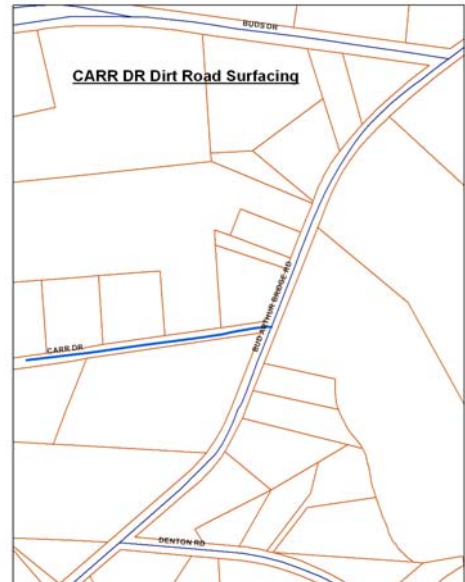 BUDS DR
CARR DR Dirt Road Surfacing
BUD ARTHUR BRIDGE RD
CARR DR
DENTON RD